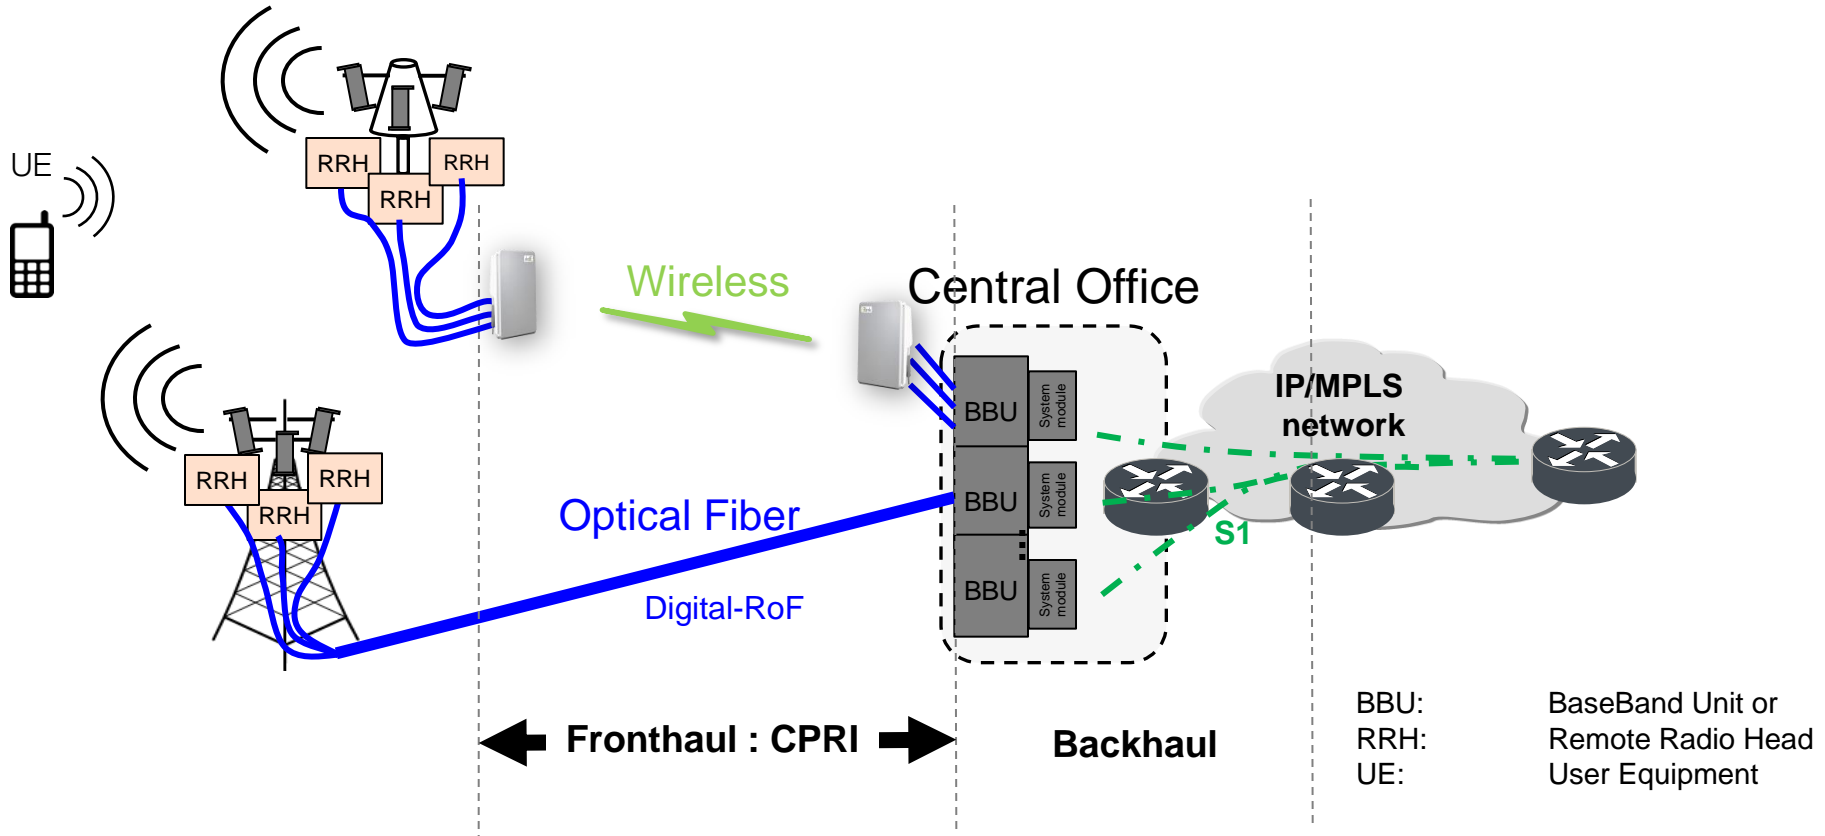 UE
RRH
RRH
RRH
Wireless
Central Office
BBU
System
module
IP/MPLS
network
RRH
RRH
RRH
Optical Fiber
BBU
System
module
S1
Digital-RoF
BBU
System
module
Fronthaul : CPRI
Backhaul
BBU: BaseBand Unit or
RRH: Remote Radio Head
UE: User Equipment